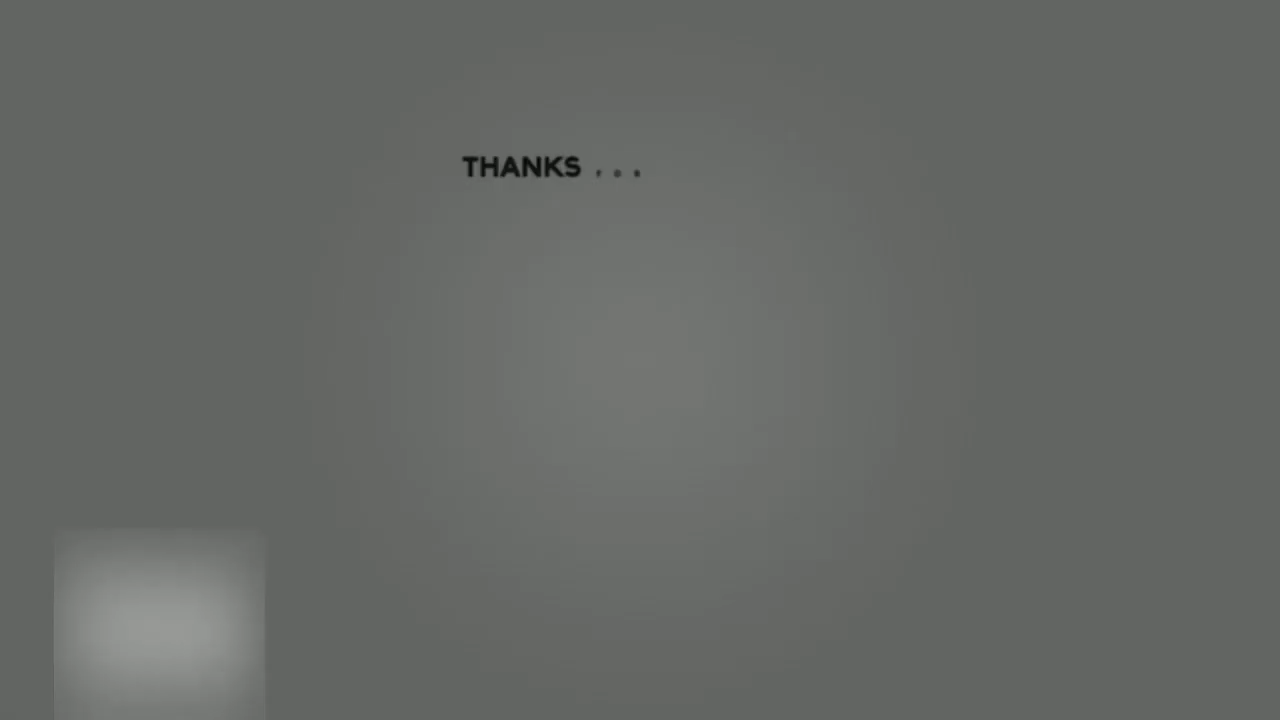 THANKS . . .